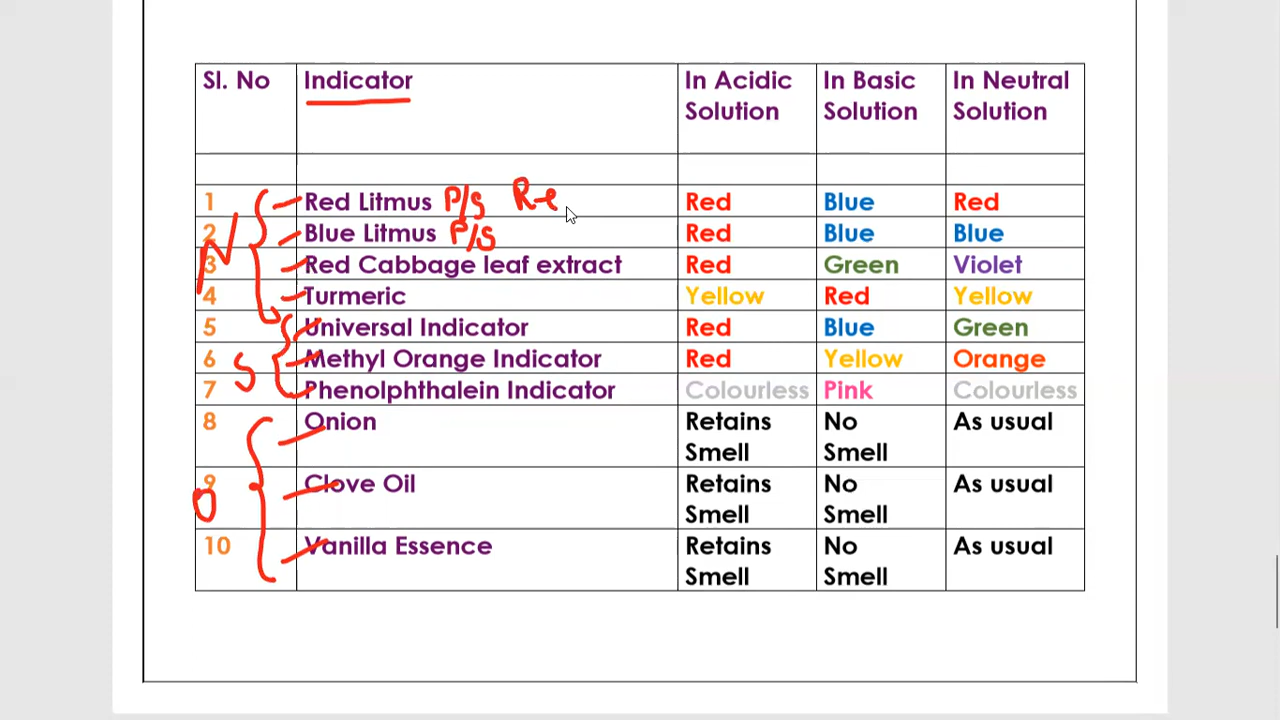 Sl. No Indicator In Acidic Solution In Basic Solution In Neutral Solution
1 Red Litmus P/S Re Red Blue Red
2 Blue Litmus P/S Red Blue Blue
N
3 Red Cabbage leaf extract Red Green Violet
4 Turmeric Yellow Red Yellow
5 Universal Indicator Red Blue Green
6 Methyl Orange Indicator Red Yellow Orange
S
7 Phenolphthalein Indicator Colourless Pink Colourless
8 Onion Retains Smell No Smell As usual
9 Clove Oil Retains Smell No Smell As usual
O
10 Vanilla Essence Retains Smell No Smell As usual